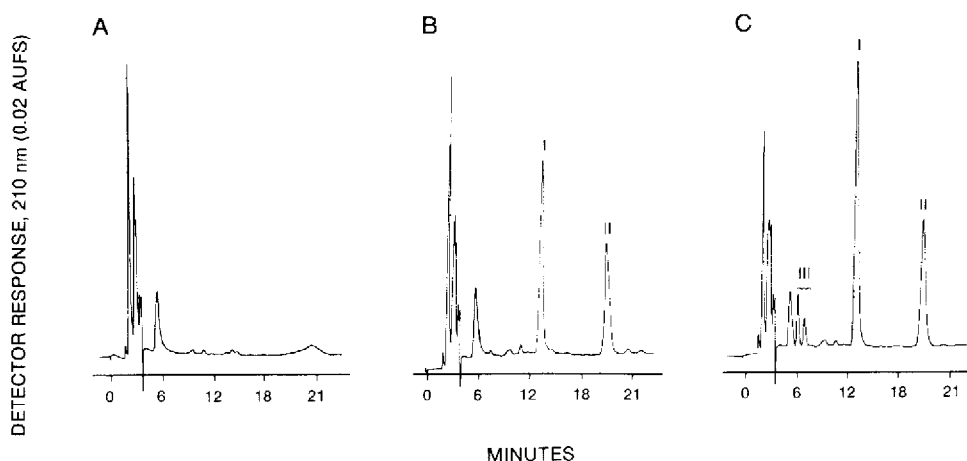 DETECTOR RESPONSE, 210 nm (0.02 AUFS)
A
0 6 12 18 21
B
I
II
0 6 12 18 21
C
I
II
III
0 6 12 18 21
MINUTES